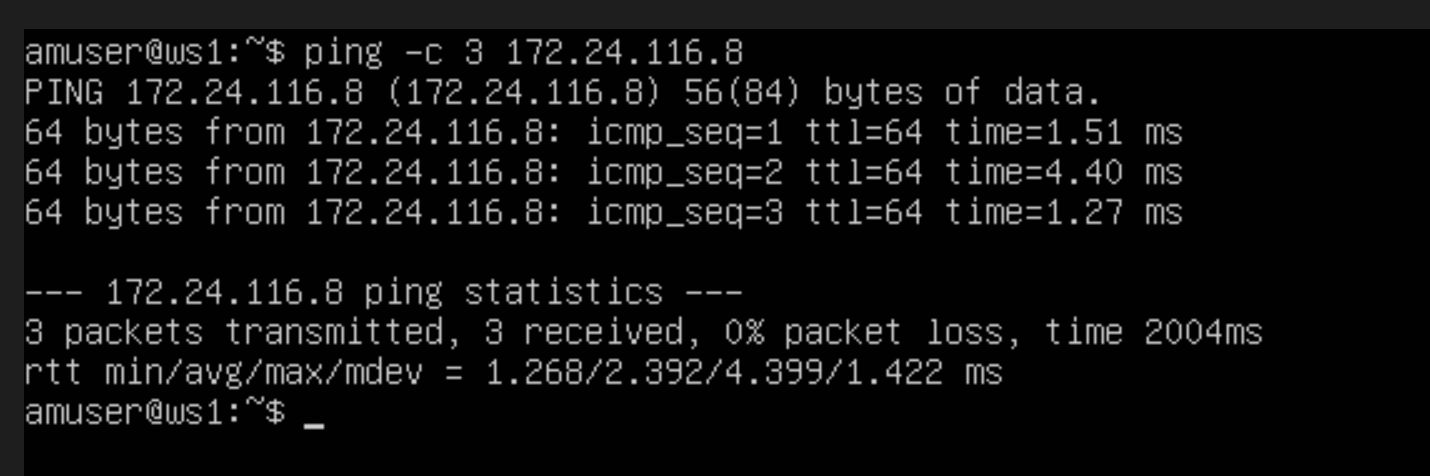 amuser@ws1:~$ ping -c 3 172.24.116.8
PING 172.24.116.8 (172.24.116.8) 56(84) bytes of data.
64 bytes from 172.24.116.8: icmp_seq=1 ttl=64 time=1.51 ms
64 bytes from 172.24.116.8: icmp_seq=2 ttl=64 time=4.40 ms
64 bytes from 172.24.116.8: icmp_seq=3 ttl=64 time=1.27 ms
--- 172.24.116.8 ping statistics ---
3 packets transmitted, 3 received, 0% packet loss, time 2004ms
rtt min/avg/max/mdev = 1.268/2.392/4.399/1.422 ms
amuser@ws1:~$ _